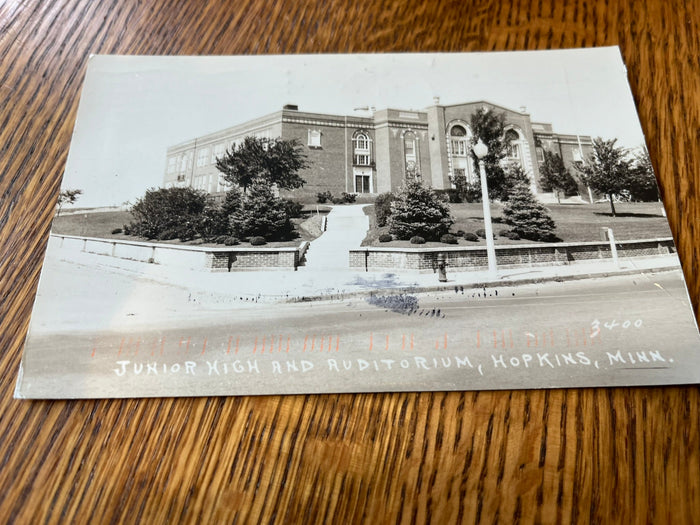 3400
JUNIOR HIGH AND AUDITORIUM, HOPKINS, MINN.